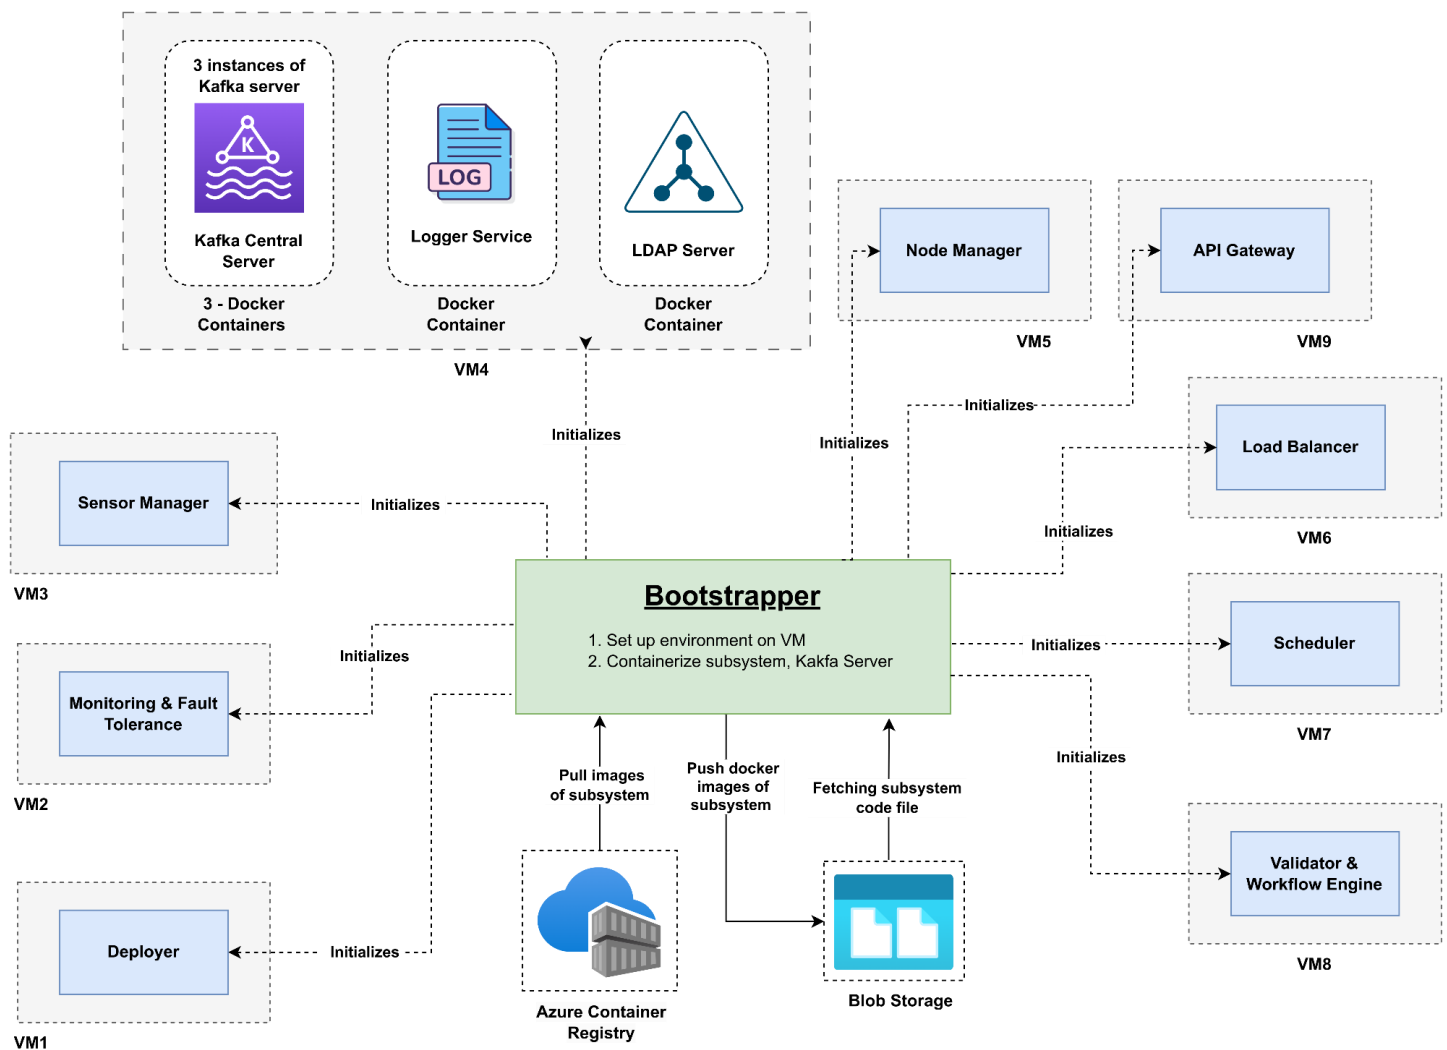 3 instances of
Kafka server
K
Kafka Central
Server
3 - Docker
Containers
LOG
Logger Service
Docker
Container
LDAP Server
Docker
Container
VM4
Node Manager
VM5
API Gateway
VM9
Initializes
Initializes
Initializes
Load Balancer
VM6
Sensor Manager
Initializes
VM3
Initializes
Bootstrapper
1. Set up environment on VM
2. Containerize subsystem, Kakfa Server
Initializes
Scheduler
VM7
Initializes
Monitoring & Fault
Tolerance
VM2
Initializes
Pull images
of subsystem
Push docker
images of
subsystem
Fetching subsystem
code file
Validator &
Workflow Engine
VM8
Deployer
Initializes
VM1
Azure Container
Registry
Blob Storage